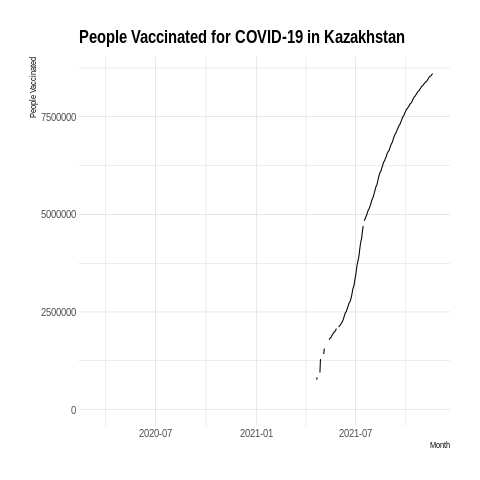 People Vaccinated for COVID-19 in Kazakhstan
People Vaccinated
7500000
5000000
2500000
0
2020-07 2021-01 2021-07
Month